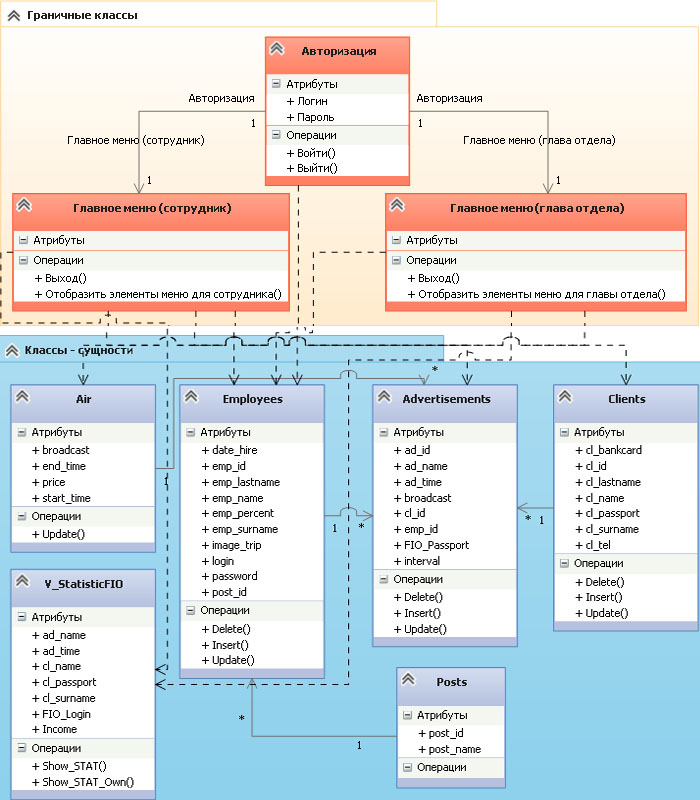 Граничные классы
Авторизация
Атрибуты
+ Логин
+ Пароль
Операции
+ Войти()
+ Выйти()
Авторизация
1
Главное меню (сотрудник)
1
Авторизация
1
Главное меню (глава отдела)
1
Главное меню (сотрудник)
Атрибуты
Операции
+ Выход()
+ Отобразить элементы меню для сотрудника()
Главное меню (глава отдела)
Атрибуты
Операции
+ Выход()
+ Отобразить элементы меню для главы отдела()
Классы - сущности
Air
Атрибуты
+ broadcast
+ end_time
+ price
+ start_time
Операции
+ Update()
1
*
Employees
Атрибуты
+ date_hire
+ emp_id
+ emp_lastname
+ emp_name
+ emp_percent
+ emp_surname
+ image_trip
+ login
+ password
+ post_id
Операции
+ Delete()
+ Insert()
+ Update()
1
*
Advertisements
Атрибуты
+ ad_id
+ ad_name
+ ad_time
+ broadcast
+ cl_id
+ emp_id
+ FIO_Passport
+ interval
Операции
+ Delete()
+ Insert()
+ Update()
*
1
Clients
Атрибуты
+ cl_bankcard
+ cl_id
+ cl_lastname
+ cl_name
+ cl_passport
+ cl_surname
+ cl_tel
Операции
+ Delete()
+ Insert()
+ Update()
V_StatisticFIO
Атрибуты
+ ad_name
+ ad_time
+ cl_name
+ cl_passport
+ cl_surname
+ FIO_Login
+ Income
Операции
+ Show_STAT()
+ Show_STAT_Own()
*
1
Posts
Атрибуты
+ post_id
+ post_name
Операции